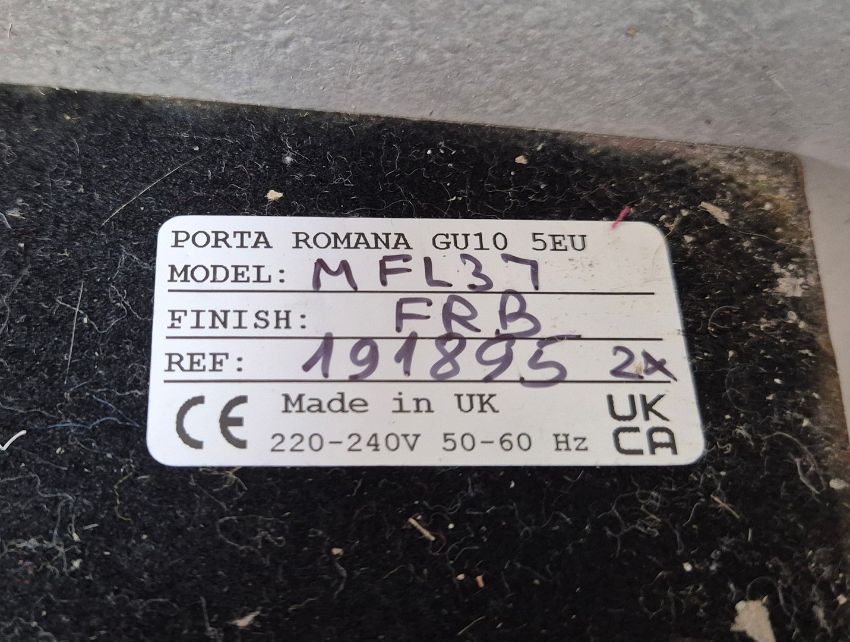 PORTA ROMANA GU10 5EU
MODEL: MFL37
FINISH: FRB
REF: 191895 2x
CE Made in UK UK
220-240V 50-60 Hz CA